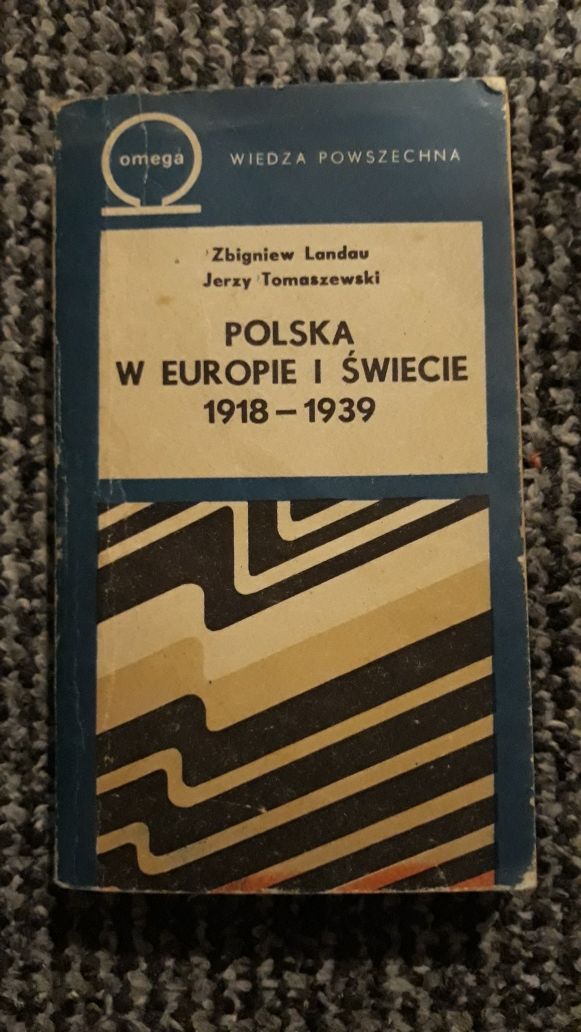 omega
WIEDZA POWSZECHNA
Zbigniew Landau
Jerzy Tomaszewski
POLSKA
W EUROPIE I ŚWIECIE
1918 – 1939